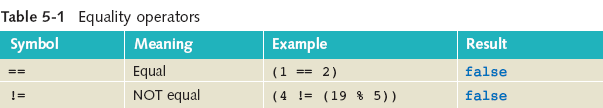 Table 5-1 Equality operators
Symbol Meaning Example Result
== Equal (1 == 2) false
!= NOT equal (4 != (19 % 5)) false